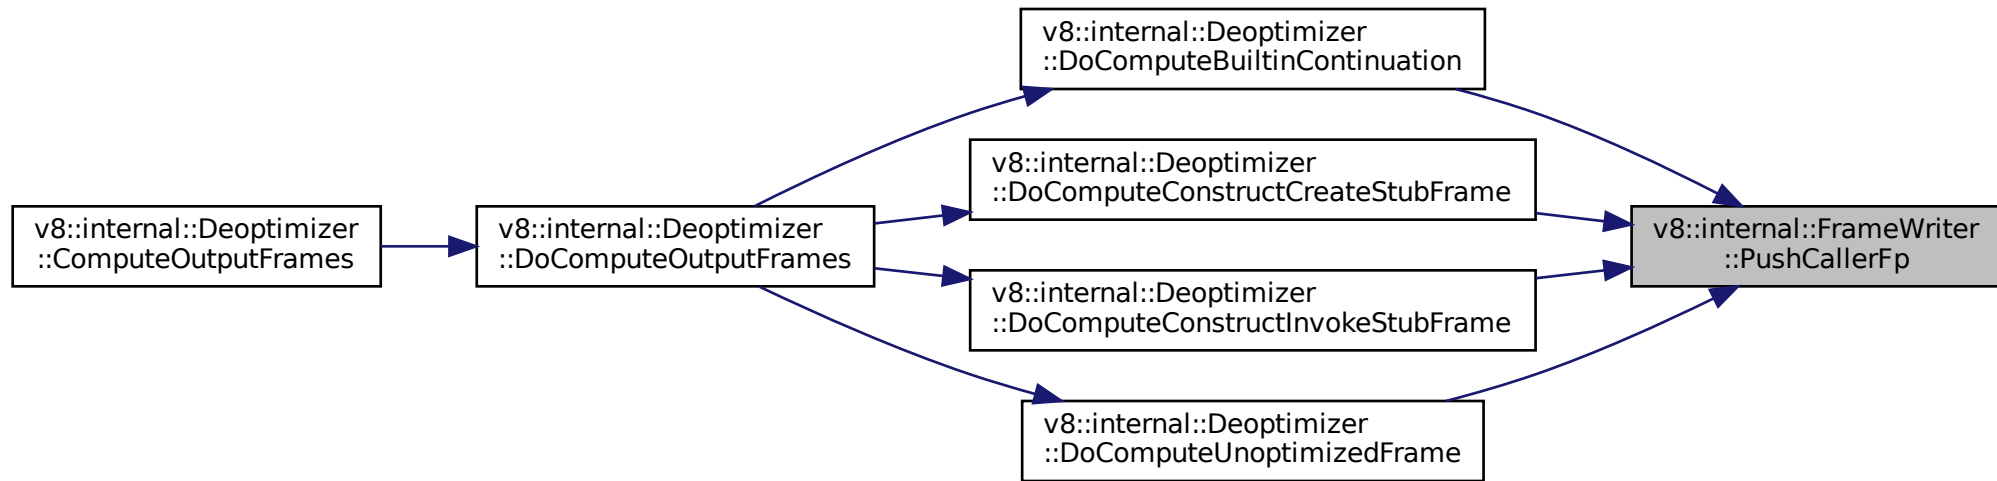 v8::internal::Deoptimizer
::DoComputeBuiltinContinuation
v8::internal::Deoptimizer
::DoComputeConstructCreateStubFrame
v8::internal::Deoptimizer
::ComputeOutputFrames
v8::internal::Deoptimizer
::DoComputeOutputFrames
v8::internal::FrameWriter
::PushCallerFp
v8::internal::Deoptimizer
::DoComputeConstructInvokeStubFrame
v8::internal::Deoptimizer
::DoComputeUnoptimizedFrame